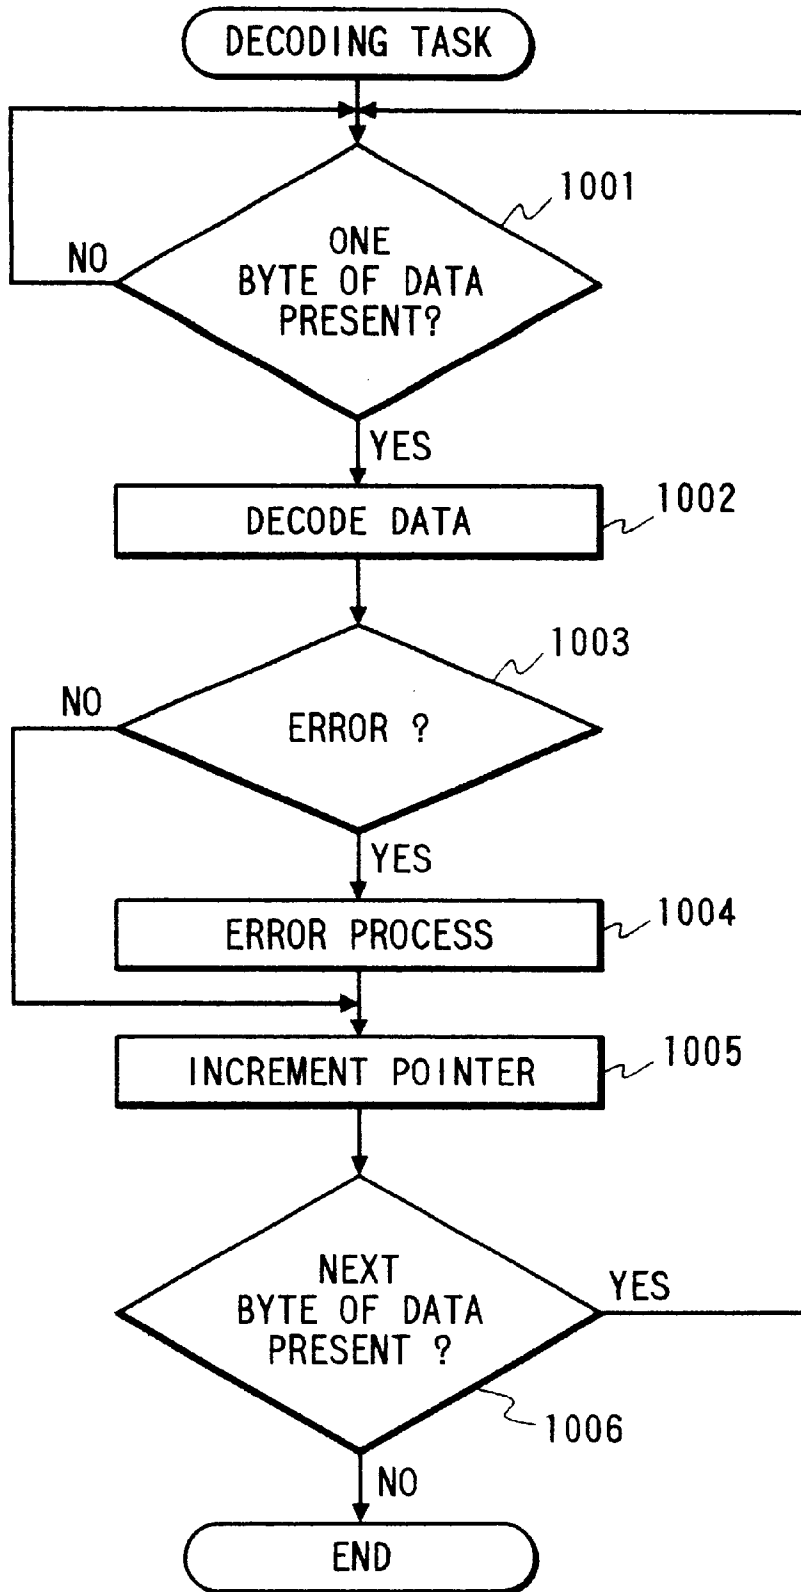 DECODING TASK
1001
ONE
BYTE OF DATA
PRESENT?
NO
YES
1002
DECODE DATA
1003
NO
ERROR ?
YES
1004
ERROR PROCESS
1005
INCREMENT POINTER
NEXT
BYTE OF DATA
PRESENT ?
YES
1006
NO
END